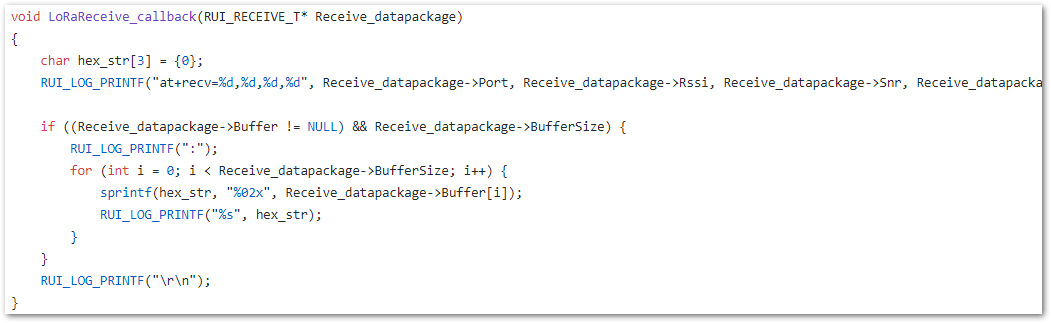 void LoRaReceive_callback(RUI_RECEIVE_T* Receive_datapackage)
{
    char hex_str[3] = {0};
    RUI_LOG_PRINTF("at+recv=%d,%d,%d,%d", Receive_datapackage->Port, Receive_datapackage->Rssi, Receive_datapackage->Snr, Receive_datapacka
    if ((Receive_datapackage->Buffer != NULL) && Receive_datapackage->BufferSize) {
        RUI_LOG_PRINTF(":");
        for (int i = 0; i < Receive_datapackage->BufferSize; i++) {
            sprintf(hex_str, "%02x", Receive_datapackage->Buffer[i]);
            RUI_LOG_PRINTF("%s", hex_str);
        }
    }
    RUI_LOG_PRINTF("\r\n");
}